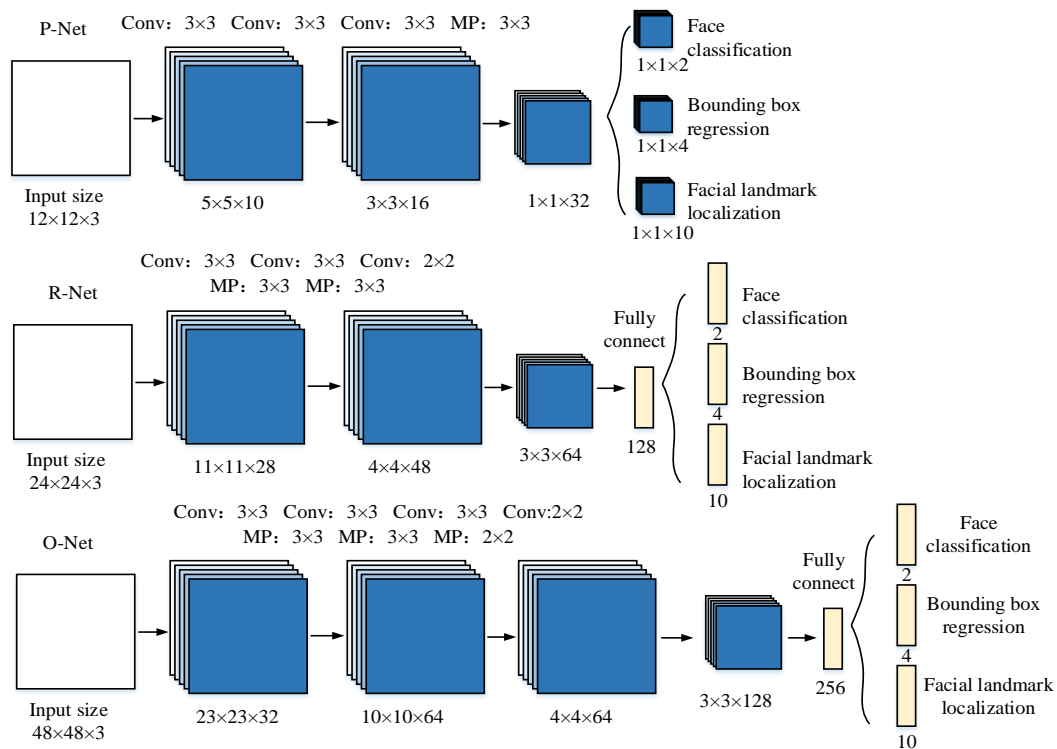 P-Net
Conv：3×3 Conv：3×3 Conv：3×3 MP：3×3
Input size
12×12×3
5×5×10
3×3×16
1×1×32
Face
classification
1×1×2
Bounding box
regression
1×1×4
Facial landmark
localization
1×1×10
R-Net
Conv：3×3 Conv：3×3 Conv：2×2
MP：3×3 MP：3×3
Input size
24×24×3
11×11×28
4×4×48
3×3×64
Fully
connect
128
Face
classification
2
Bounding box
regression
4
Facial landmark
localization
10
O-Net
Conv：3×3 Conv：3×3 Conv：3×3 Conv:2×2
MP：3×3 MP：3×3 MP：2×2
Input size
48×48×3
23×23×32
10×10×64
4×4×64
3×3×128
Fully
connect
256
Face
classification
2
Bounding box
regression
4
Facial landmark
localization
10